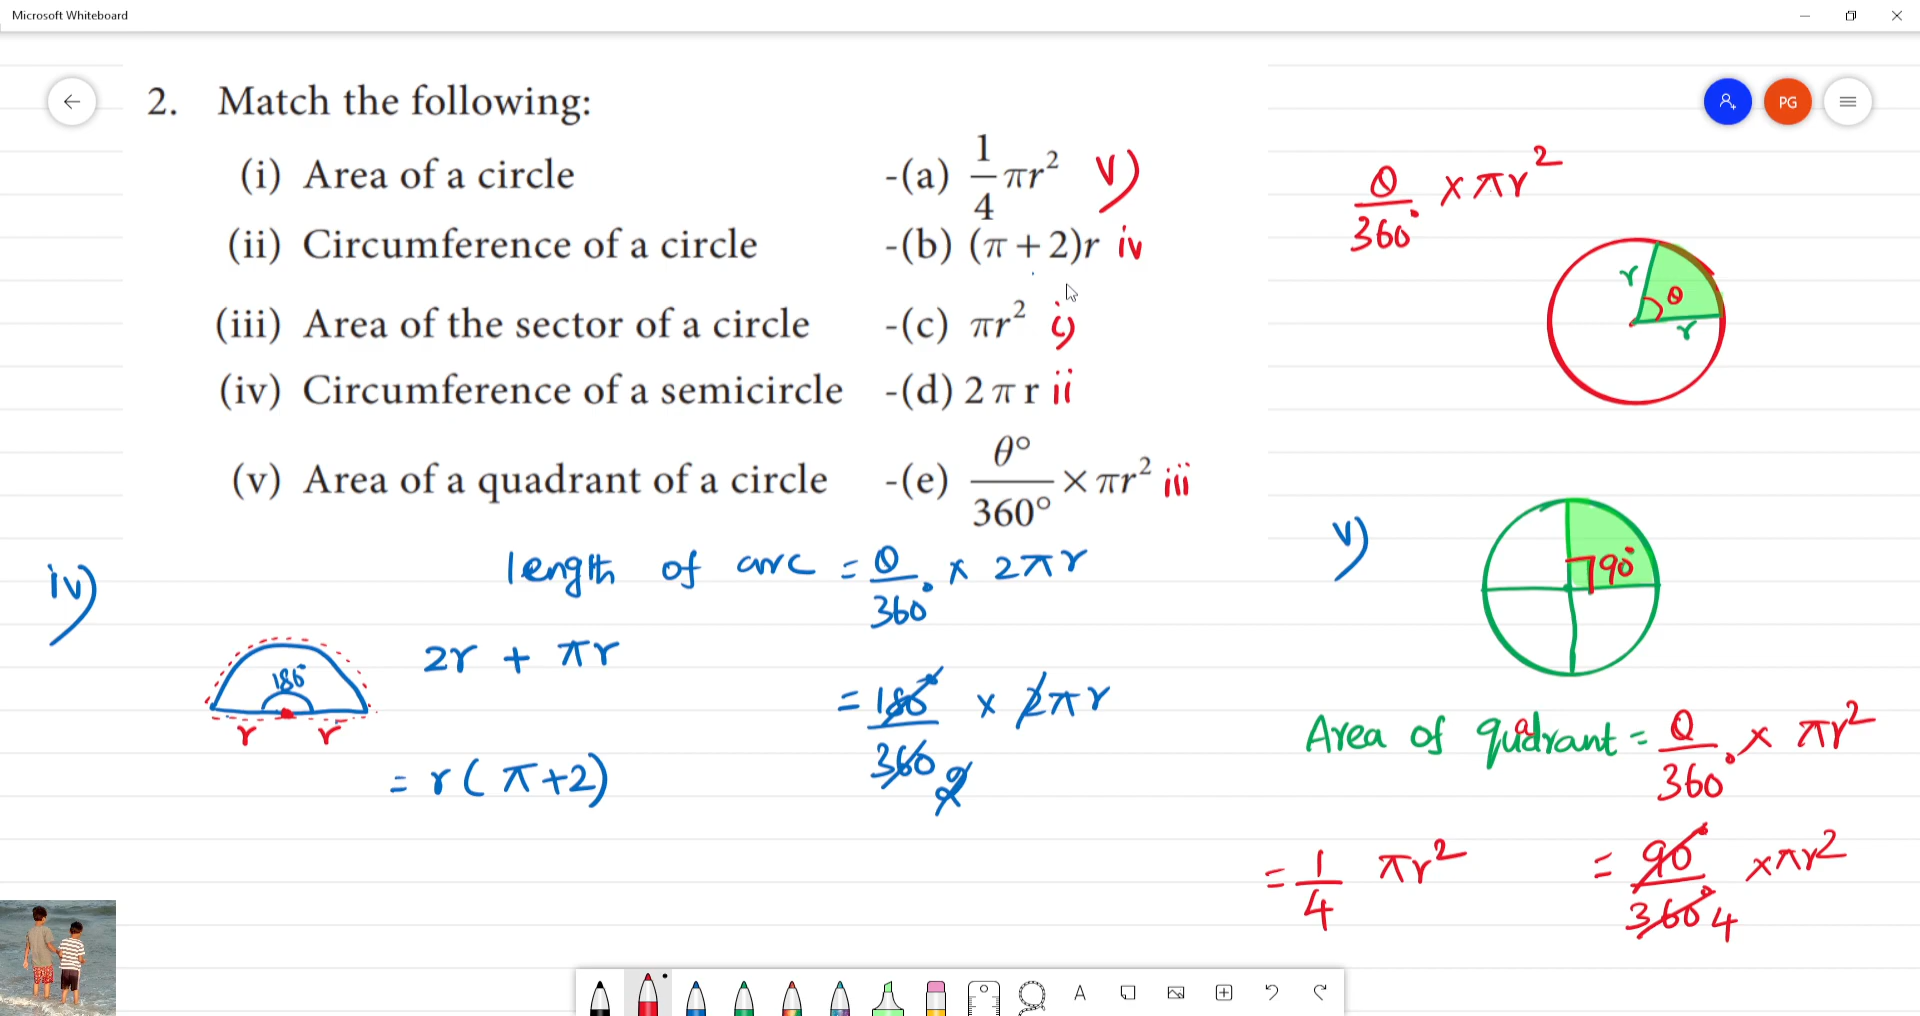 Microsoft Whiteboard
PG
2. Match the following:
(i) Area of a circle -(a) 1/4 πr² v)
(ii) Circumference of a circle -(b) (π + 2)r iv
(iii) Area of the sector of a circle -(c) πr² i)
(iv) Circumference of a semicircle -(d) 2 π r ii
(v) Area of a quadrant of a circle -(e) θ°/360° × πr² iii
θ/360° × πr²
r θ
r
iv)
length of arc = θ/360° × 2πr
180°
r r
2r + πr
= 180°/360 2 × 2πr
= r ( π+2)
v)
90°
Area of quadrant = θ/360° × πr²
= 90°/360° 4 × πr²
= 1/4 πr²
A